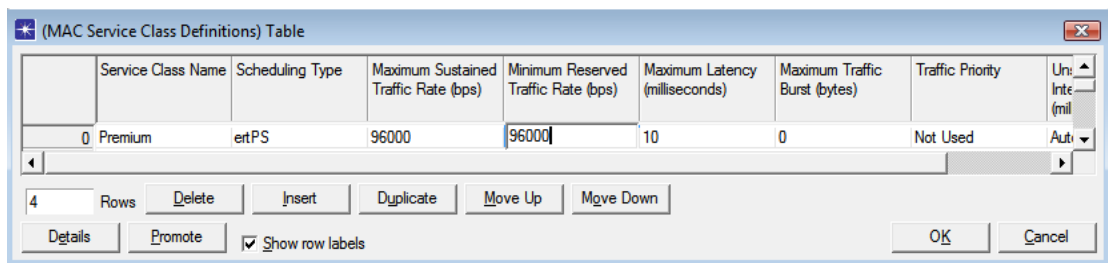 (MAC Service Class Definitions) Table
Service Class Name Scheduling Type Maximum Sustained Minimum Reserved Maximum Latency Maximum Traffic Traffic Priority
Traffic Rate (bps) Traffic Rate (bps) (milliseconds) Burst (bytes)
0 Premium ertPS 96000 96000 10 0 Not Used
4 Rows Delete Insert Duplicate Move Up Move Down
Details Promote Show row labels OK Cancel